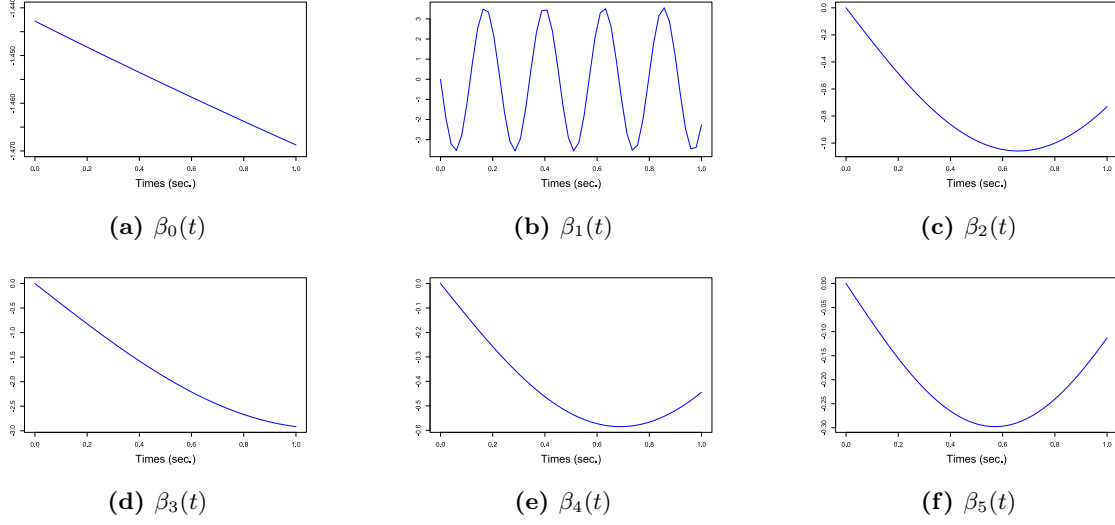 -1.440
-1.450
-1.460
-1.470
0.0 0.2 0.4 0.6 0.8 1.0
Times (sec.)
(a) β₀(t)
3
2
1
0
-1
-2
-3
0.0 0.2 0.4 0.6 0.8 1.0
Times (sec.)
(b) β₁(t)
0.0
-0.2
-0.4
-0.6
-0.8
-1.0
0.0 0.2 0.4 0.6 0.8 1.0
Times (sec.)
(c) β₂(t)
0.0
-0.5
-1.0
-1.5
-2.0
-2.5
-3.0
0.0 0.2 0.4 0.6 0.8 1.0
Times (sec.)
(d) β₃(t)
0.0
-0.1
-0.2
-0.3
-0.4
-0.5
-0.6
0.0 0.2 0.4 0.6 0.8 1.0
Times (sec.)
(e) β₄(t)
0.00
-0.05
-0.10
-0.15
-0.20
-0.25
-0.30
0.0 0.2 0.4 0.6 0.8 1.0
Times (sec.)
(f) β₅(t)